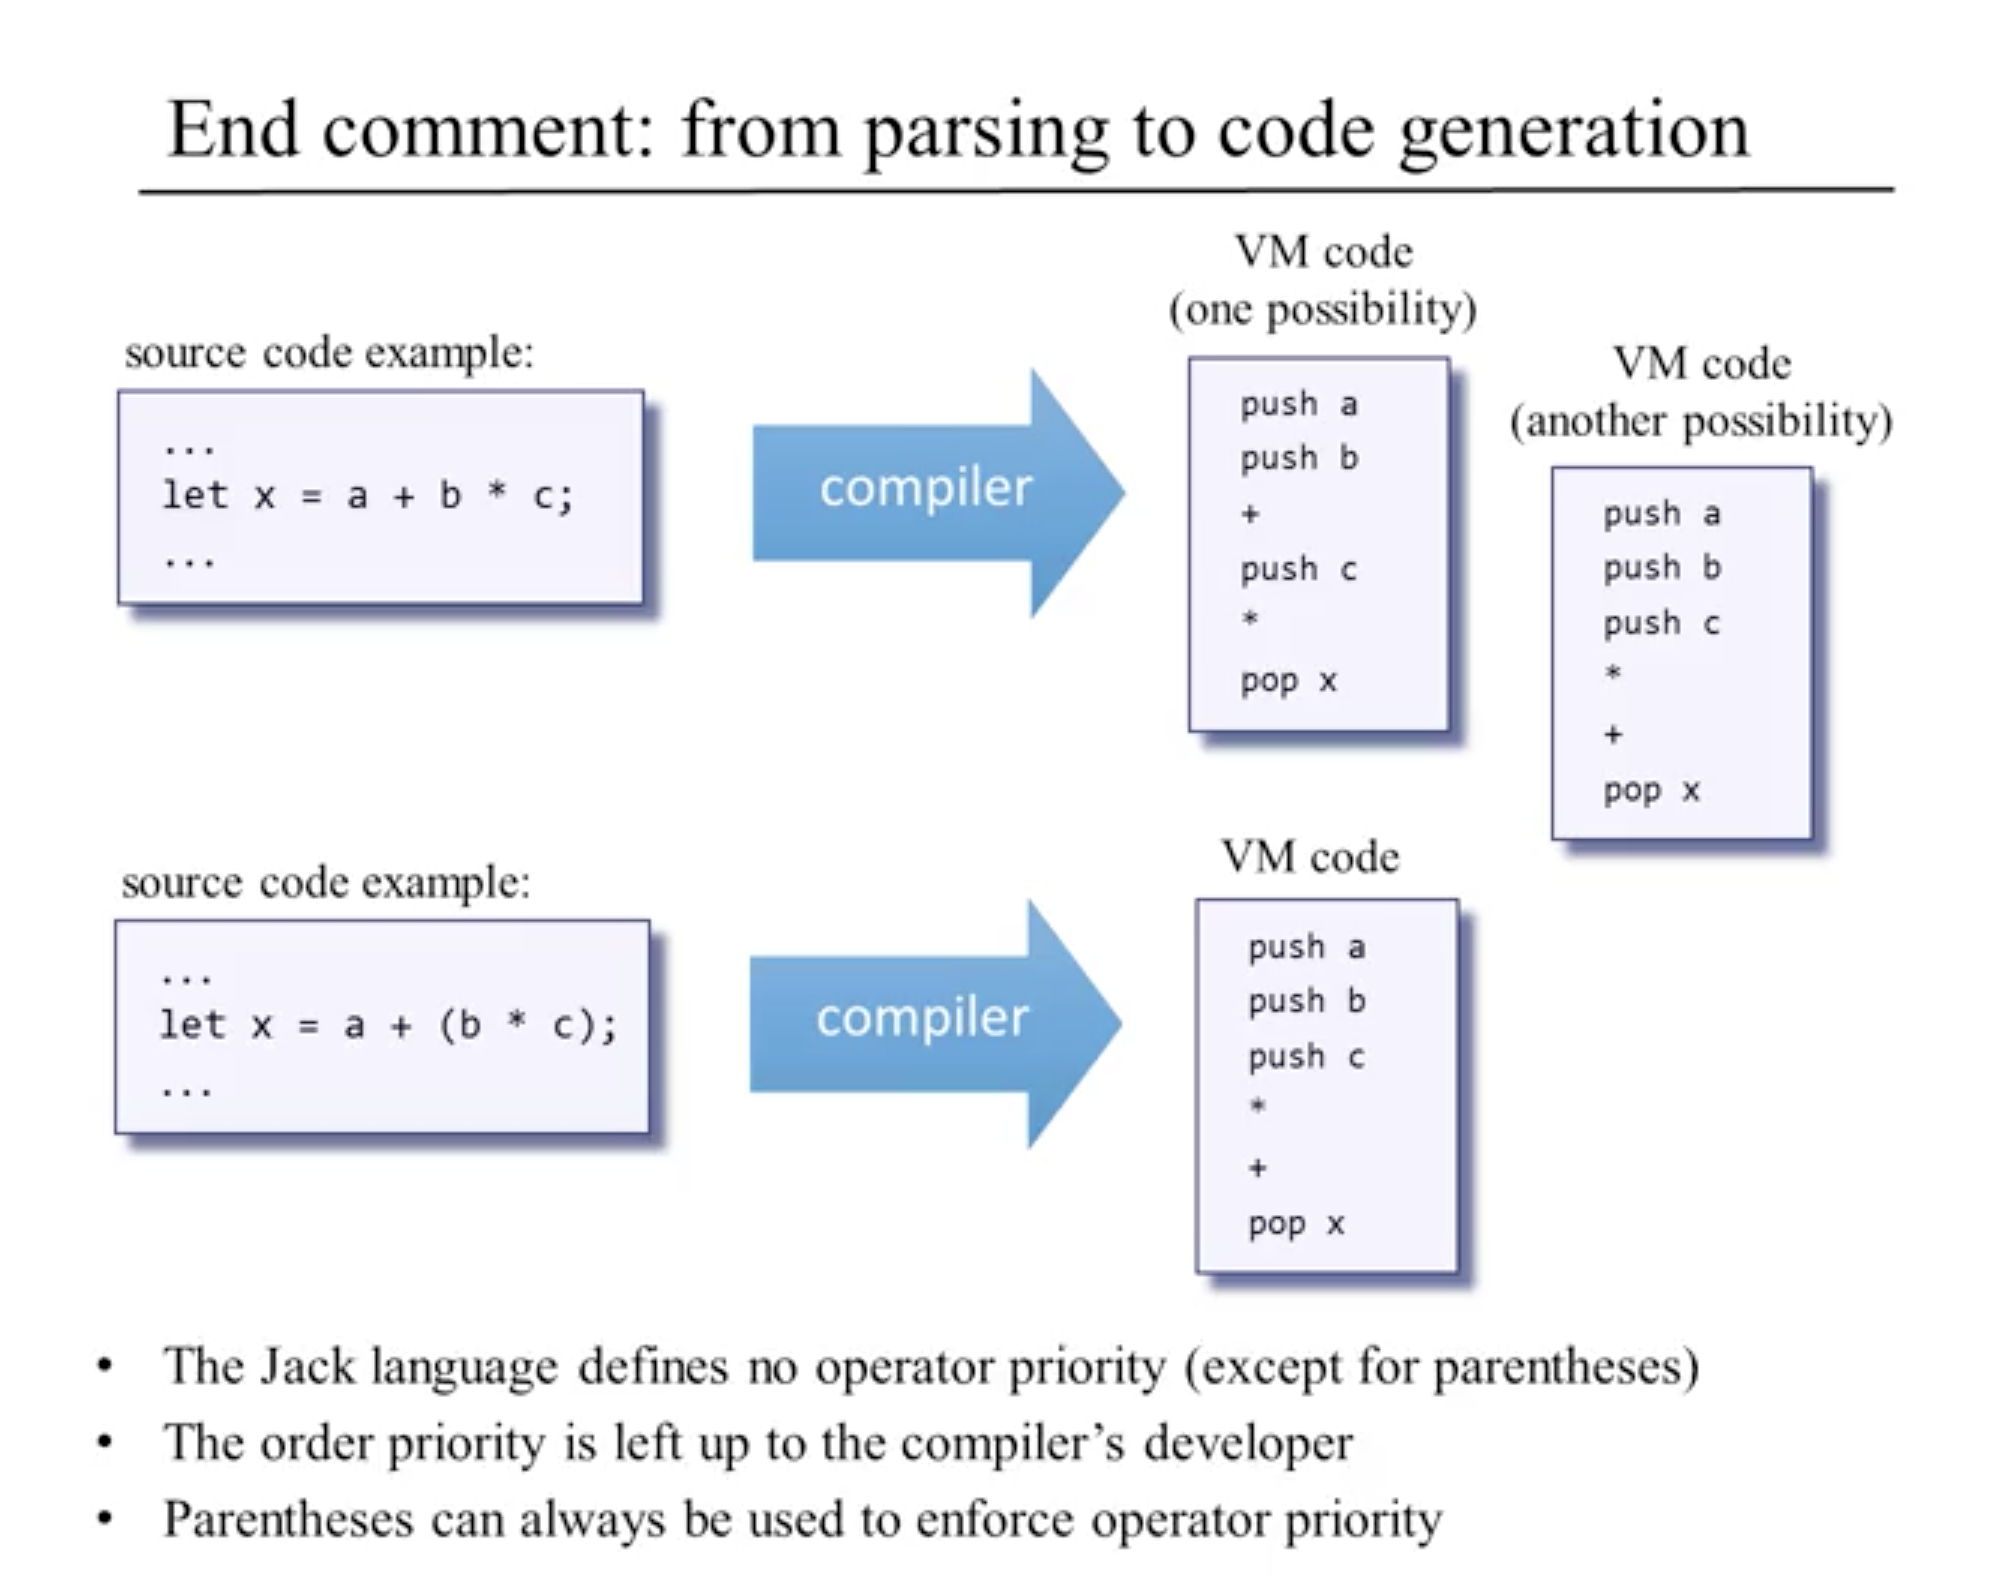 End comment: from parsing to code generation
source code example:
...
let x = a + b * c;
...
compiler
VM code
(one possibility)
push a
push b
+
push c
*
pop x
VM code
(another possibility)
push a
push b
push c
*
+
pop x
source code example:
...
let x = a + (b * c);
...
compiler
VM code
push a
push b
push c
*
+
pop x
• The Jack language defines no operator priority (except for parentheses)
• The order priority is left up to the compiler’s developer
• Parentheses can always be used to enforce operator priority